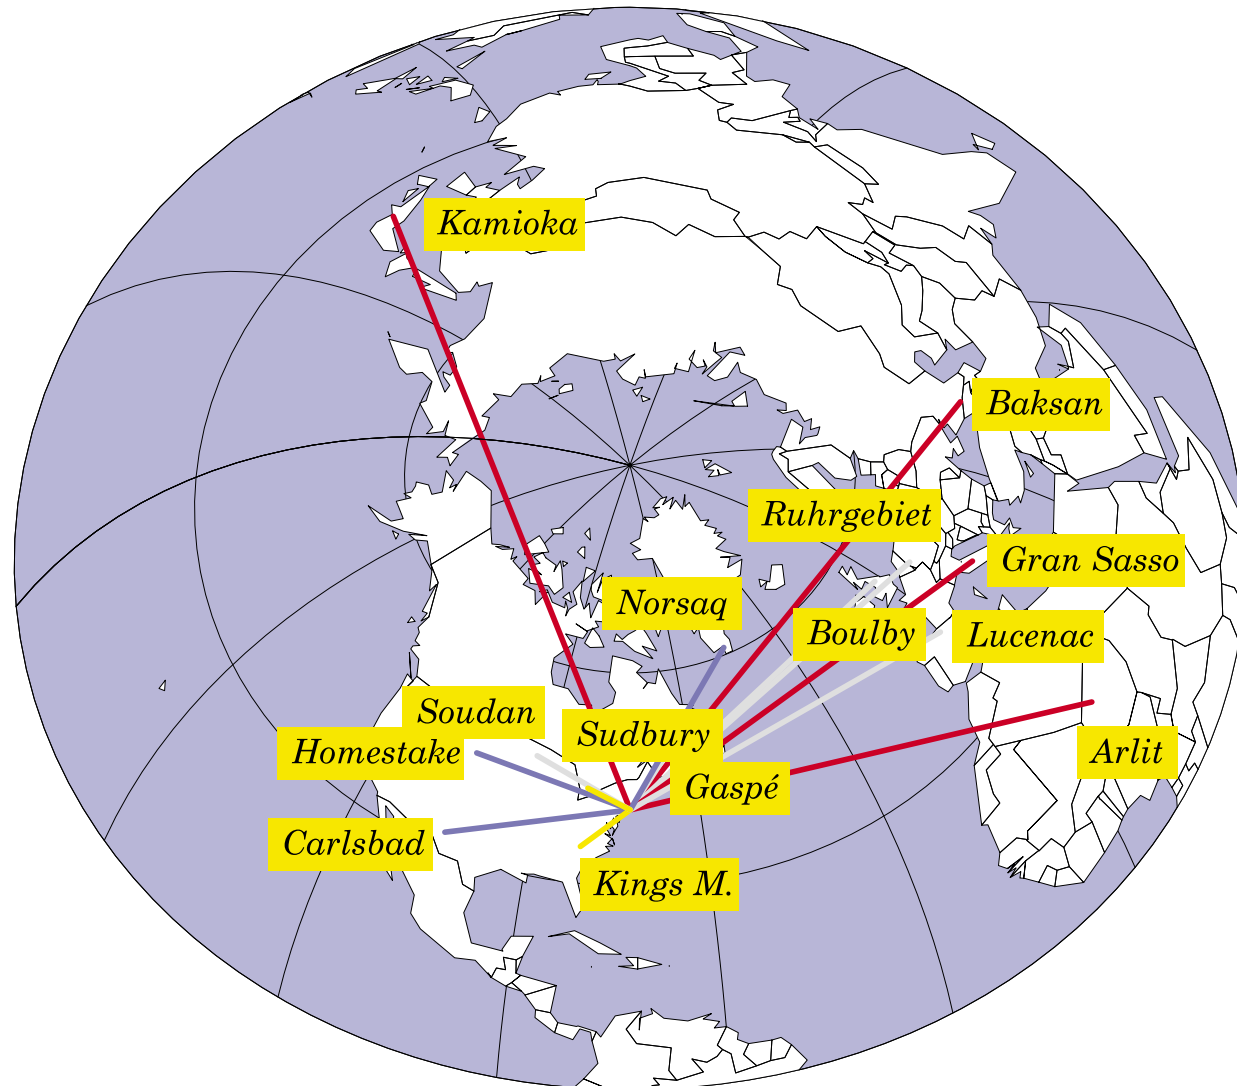 Kamioka
Baksan
Ruhrgebiet
Gran Sasso
Norsaq
Boulby
Lucenac
Soudan
Sudbury
Homestake
Arlit
Gaspé
Carlsbad
Kings M.